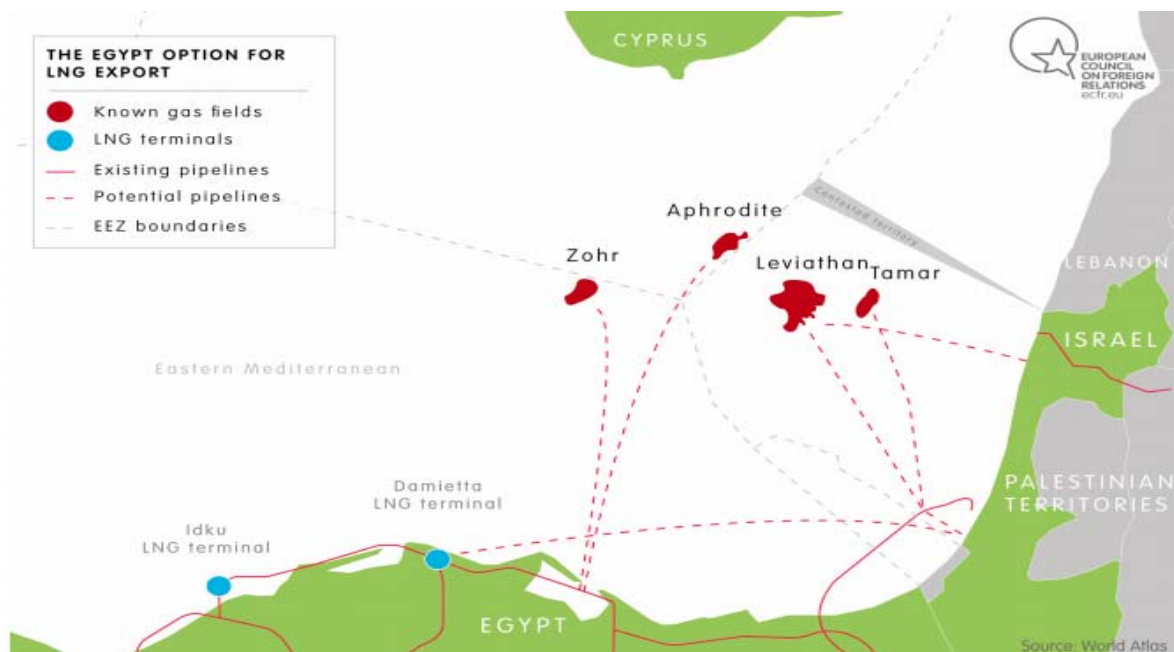 THE EGYPT OPTION FOR
LNG EXPORT
Known gas fields
LNG terminals
Existing pipelines
Potential pipelines
EEZ boundaries
CYPRUS
EUROPEAN
COUNCIL
ON FOREIGN
RELATIONS
ecfr.eu
Aphrodite
Contested territory
Zohr
Leviathan
Tamar
LEBANON
ISRAEL
Eastern Mediterranean
PALESTINIAN
TERRITORIES
Damietta
LNG terminal
Idku
LNG terminal
EGYPT
Source: World Atlas